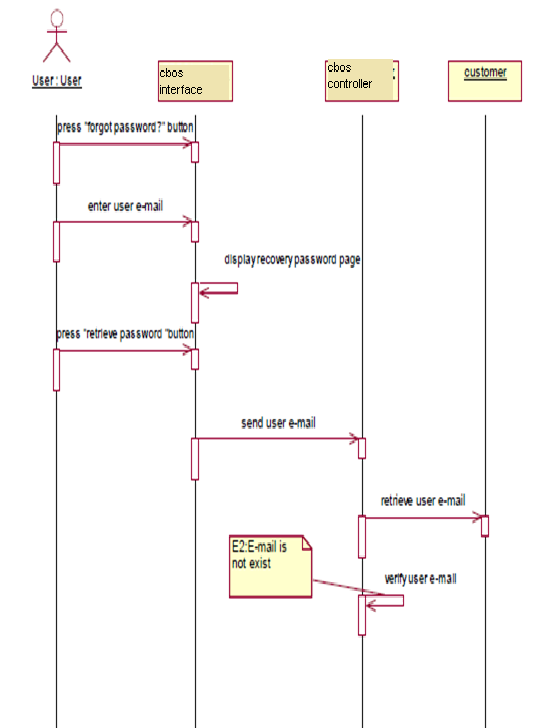 User : User
cbos
interface
cbos
controller
customer
press "forgot password?" button
enter user e-mail
display recovery password page
press "retrieve password "button
send user e-mail
retrieve user e-mail
E2:E-mail is
not exist
verify user e-mail